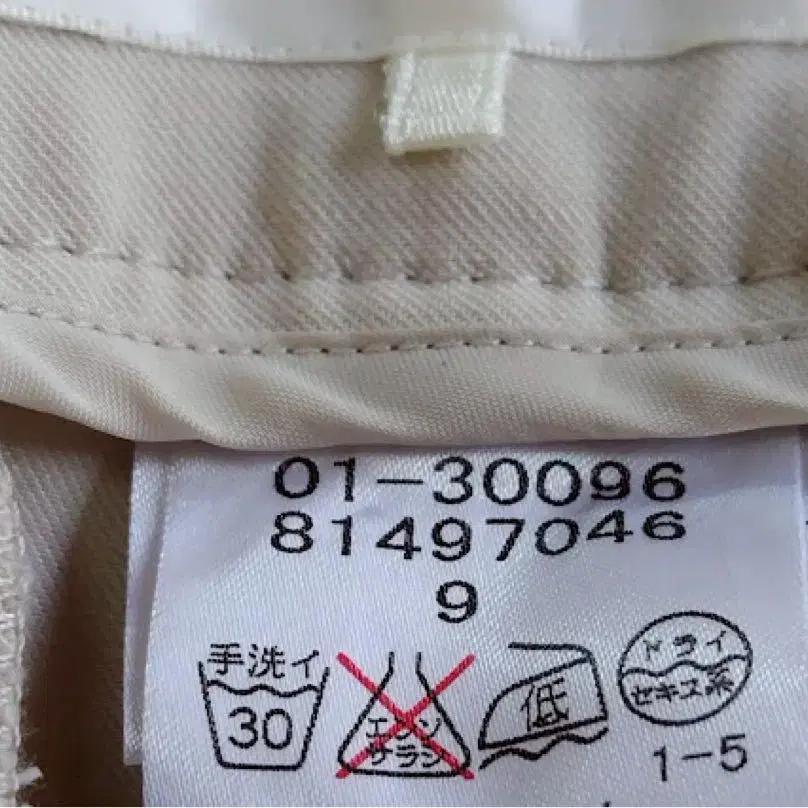 01-30096
81497046
9
手洗イ
30
エンソ
サラシ
低
ドライ
セキユ系
1-5